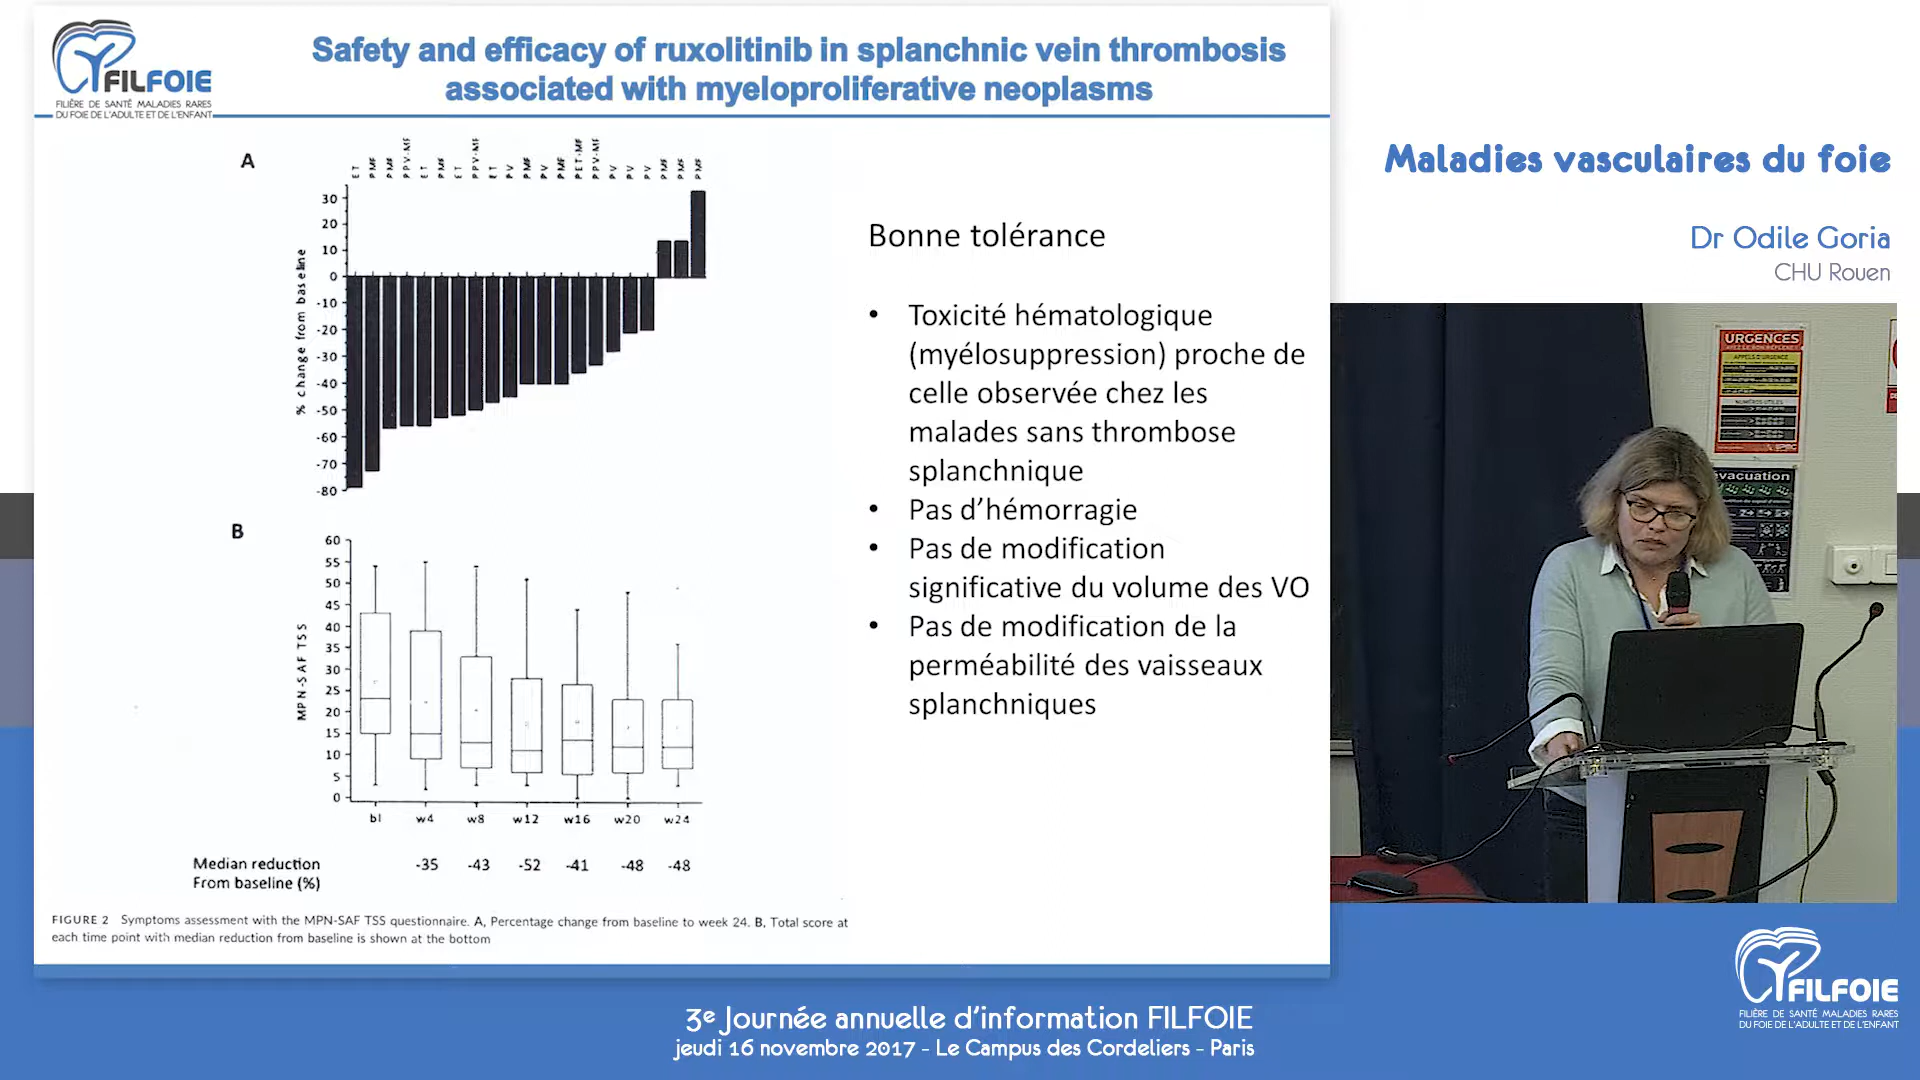 FILFOIE
FILIÈRE DE SANTÉ MALADIES RARES
DU FOIE DE L'ADULTE ET DE L'ENFANT
Safety and efficacy of ruxolitinib in splanchnic vein thrombosis
associated with myeloproliferative neoplasms
A
ET PMF PMF PPV-MF ET PMF ET PPV-MF ET PV PMF PV PMF PET-MF PPV-MF PV PV PV PMF PMF PMF
% change from baseline
30
20
10
0
-10
-20
-30
-40
-50
-60
-70
-80
B
MPN-SAF TSS
60
55
50
45
40
35
30
25
20
15
10
5
0
bl w4 w8 w12 w16 w20 w24
Median reduction
From baseline (%)
-35 -43 -52 -41 -48 -48
FIGURE 2 Symptoms assessment with the MPN-SAF TSS questionnaire. A, Percentage change from baseline to week 24. B, Total score at
each time point with median reduction from baseline is shown at the bottom
Bonne tolérance
• Toxicité hématologique
(myélosuppression) proche de
celle observée chez les
malades sans thrombose
splanchnique
• Pas d'hémorragie
• Pas de modification
significative du volume des VO
• Pas de modification de la
perméabilité des vaisseaux
splanchniques
Maladies vasculaires du foie
Dr Odile Goria
CHU Rouen
URGENCES
APPELS D'URGENCE
NUMÉROS UTILES
évacuation
FILFOIE
FILIÈRE DE SANTÉ MALADIES RARES
DU FOIE DE L'ADULTE ET DE L'ENFANT
3e Journée annuelle d'information FILFOIE
jeudi 16 novembre 2017 - Le Campus des Cordeliers - Paris